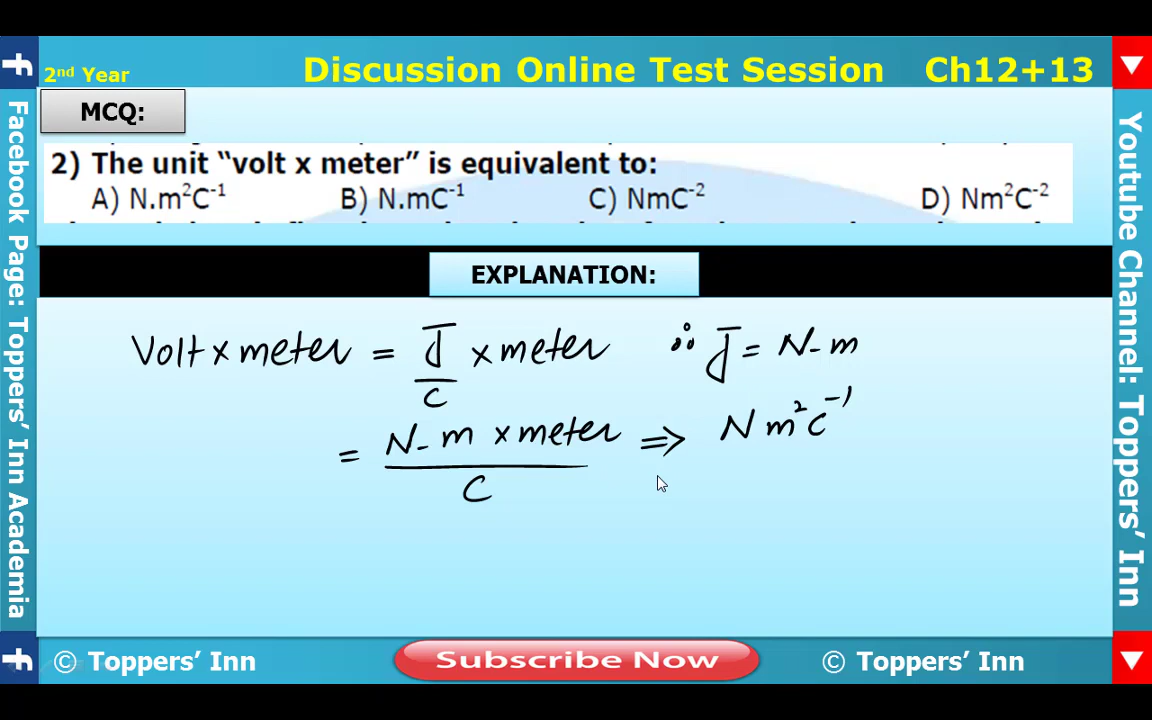 2nd Year Discussion Online Test Session Ch12+13
MCQ:
2) The unit “volt x meter” is equivalent to:
A) N.m²C⁻¹ B) N.mC⁻¹ C) NmC⁻² D) Nm²C⁻²
EXPLANATION:
Volt x meter = J/C x meter ∵ J = N-m
= N-m x meter / C ⇒ Nm²C⁻¹
Facebook Page: Toppers' Inn Academia
Youtube Channel: Toppers' Inn
© Toppers' Inn Subscribe Now © Toppers' Inn